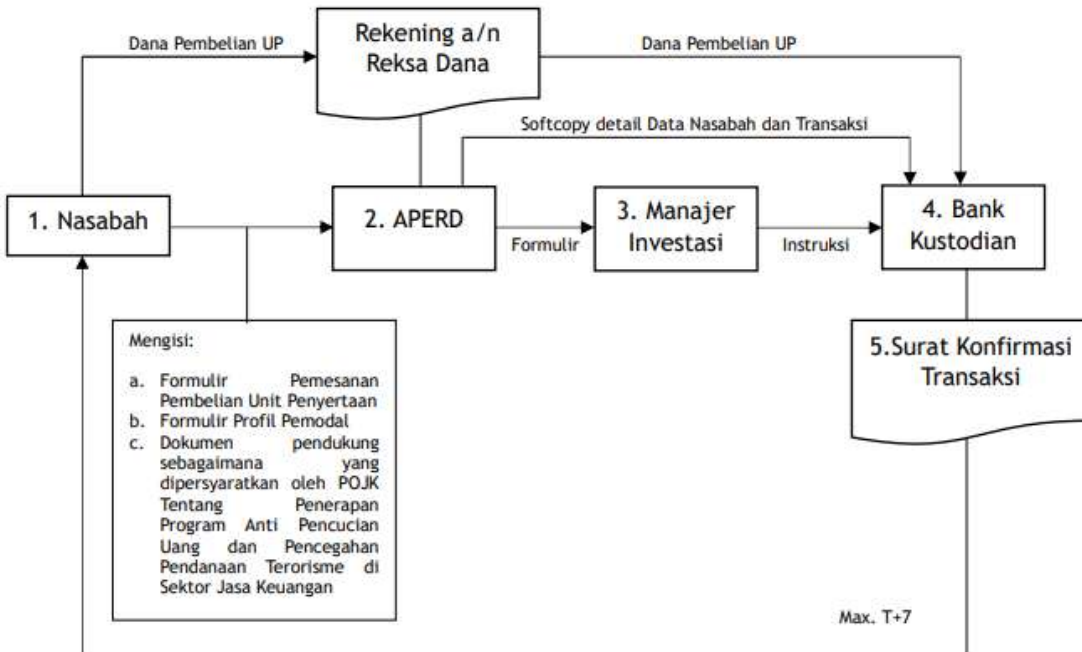 Dana Pembelian UP
Rekening a/n
Reksa Dana
Dana Pembelian UP
Softcopy detail Data Nasabah dan Transaksi
1. Nasabah
2. APERD
Formulir
3. Manajer
Investasi
Instruksi
4. Bank
Kustodian
Mengisi:
a. Formulir Pemesanan
Pembelian Unit Penyertaan
b. Formulir Profil Pemodal
c. Dokumen pendukung
sebagaimana yang
dipersyaratkan oleh POJK
Tentang Penerapan
Program Anti Pencucian
Uang dan Pencegahan
Pendanaan Terorisme di
Sektor Jasa Keuangan
5.Surat Konfirmasi
Transaksi
Max. T+7